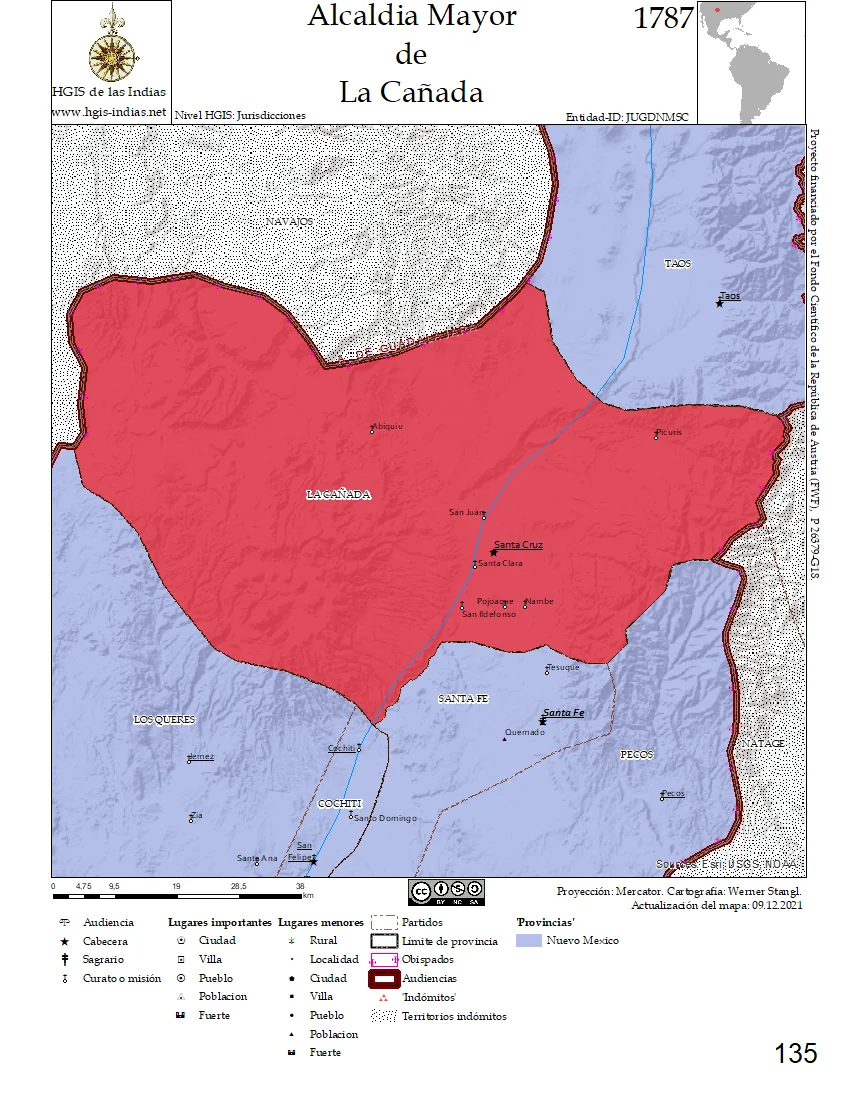 Alcaldia Mayor
de
La Cañada
1787
HGIS de las Indias
www.hgis-indias.net
Nivel HGIS: Jurisdicciones
Entidad-ID: JUGDNMSC
Proyecto financiado por el Fondo Científico de la República de Austria (FWF), P 26379-G18.
NAVAJOS
TAOS
Taos
A. DE GUADALAJARA
Abiquiu
Picuris
LA CAÑADA
San Juan
Santa Cruz
Santa Clara
Pojoaque
Nambe
San Ildefonso
Tesuque
SANTA FE
Santa Fe
LOS QUERES
Quemado
NATAGE
Cochiti
PECOS
Jemez
Pecos
COCHITI
Zia
Santo Domingo
San
Felipe
Santa Ana
Sources: Esri, USGS, NOAA
0 4,75 9,5 19 28,5 38
km
CC BY NC SA
Proyección: Mercator. Cartografía: Werner Stangl.
Actualización del mapa: 09.12.2021
Audiencia
Cabecera
Sagrario
Curato o misión
Lugares importantes
Ciudad
Villa
Pueblo
Poblacion
Fuerte
Lugares menores
Rural
Localidad
Ciudad
Villa
Pueblo
Poblacion
Fuerte
Partidos
Límite de provincia
Obispados
Audiencias
'Indómitos'
Territorios indómitos
'Provincias'
Nuevo Mexico
135